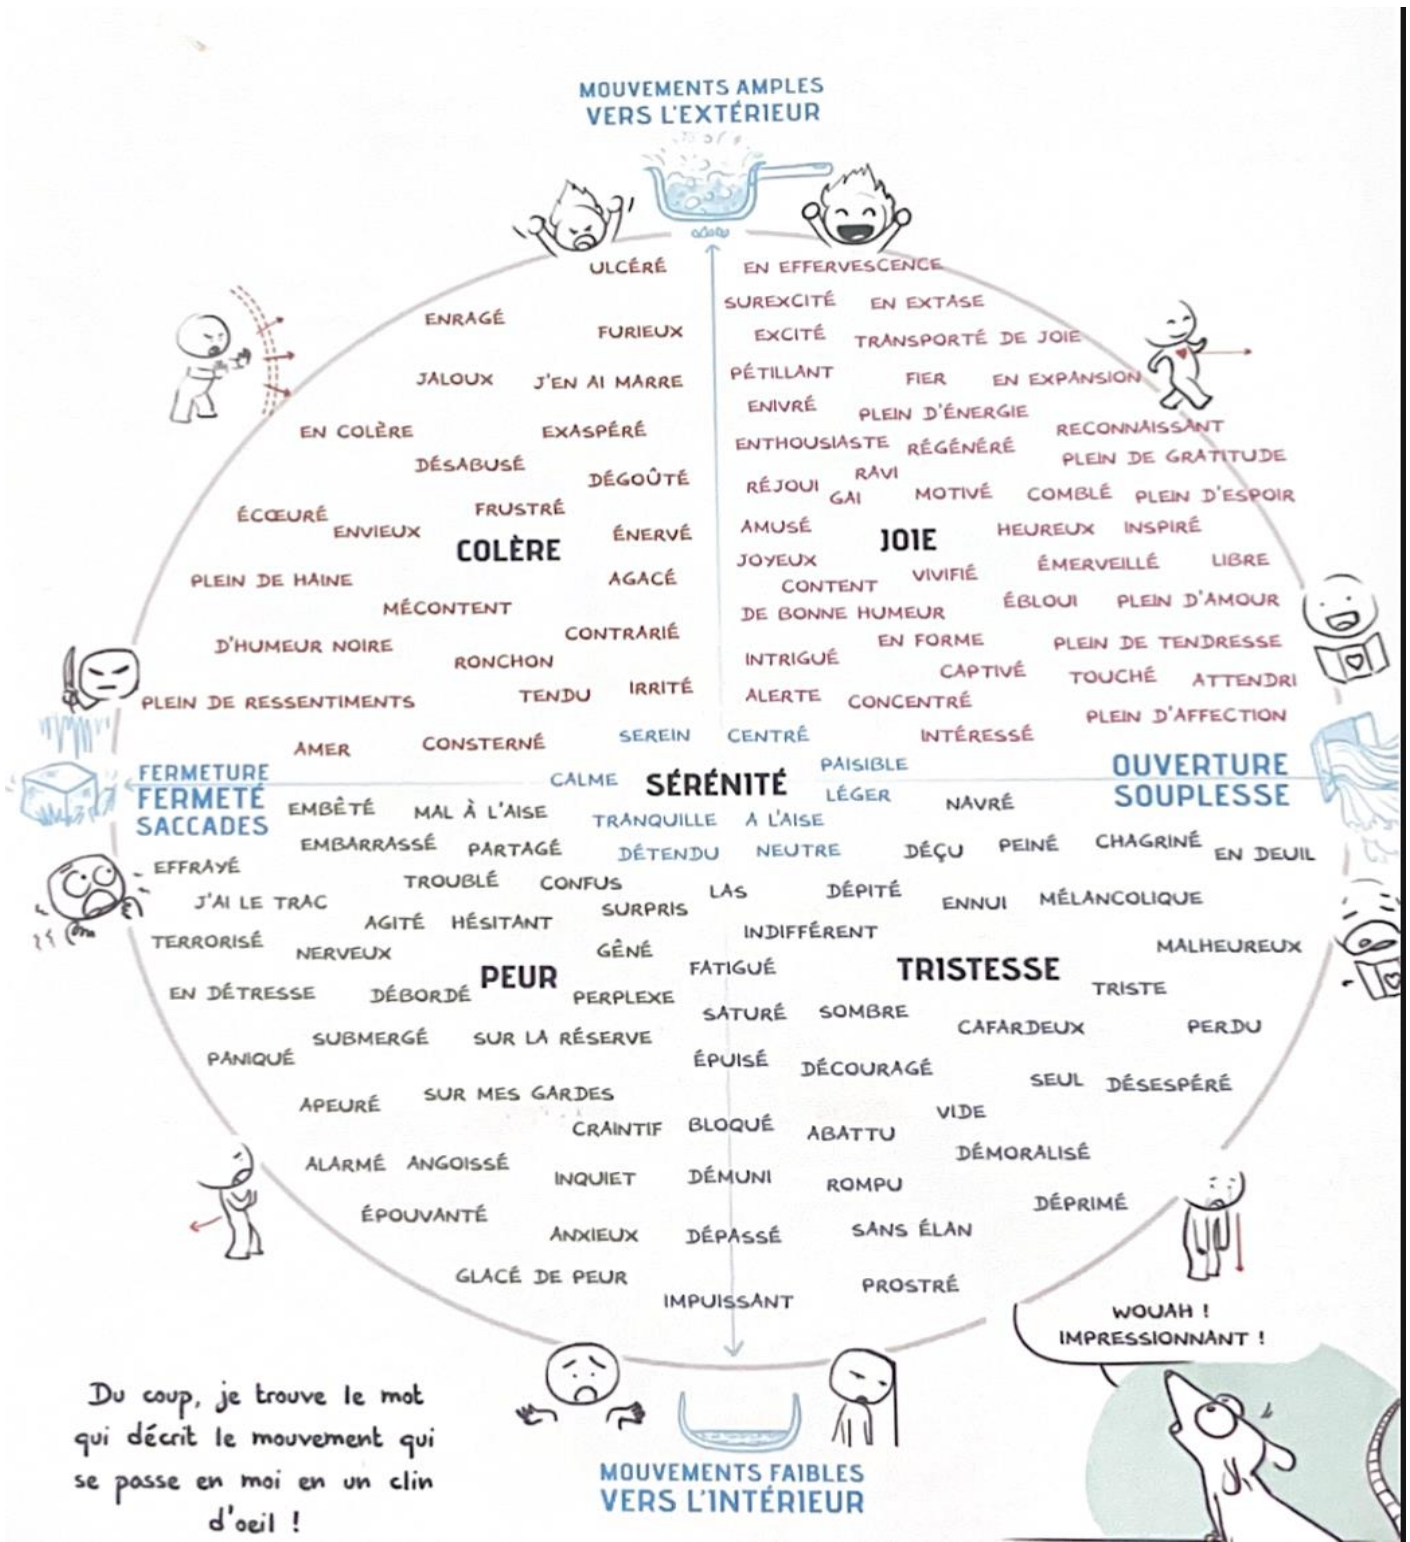 MOUVEMENTS AMPLES
VERS L'EXTÉRIEUR
ULCÉRÉ
EN EFFERVESCENCE
SUREXCITÉ
EN EXTASE
ENRAGÉ
FURIEUX
EXCITÉ
TRANSPORTÉ DE JOIE
JALOUX
J'EN AI MARRE
PÉTILLANT
FIER
EN EXPANSION
ENIVRÉ
PLEIN D'ÉNERGIE
RECONNAISSANT
EN COLÈRE
EXASPÉRÉ
ENTHOUSIASTE
RÉGÉNÉRÉ
PLEIN DE GRATITUDE
DÉSABUSÉ
DÉGOÛTÉ
RÉJOUI
RAVI
GAI
MOTIVÉ
COMBLÉ
PLEIN D'ESPOIR
ÉCŒURÉ
ENVIEUX
FRUSTRÉ
ÉNERVÉ
AMUSÉ
HEUREUX
INSPIRÉ
COLÈRE
JOIE
JOYEUX
CONTENT
VIVIFIÉ
ÉMERVEILLÉ
LIBRE
PLEIN DE HAINE
AGACÉ
MÉCONTENT
DE BONNE HUMEUR
ÉBLOUI
PLEIN D'AMOUR
D'HUMEUR NOIRE
CONTRARIÉ
EN FORME
PLEIN DE TENDRESSE
RONCHON
INTRIGUÉ
CAPTIVÉ
TOUCHÉ
ATTENDRI
PLEIN DE RESSENTIMENTS
TENDU
IRRITÉ
ALERTE
CONCENTRÉ
PLEIN D'AFFECTION
AMER
CONSTERNÉ
SEREIN
CENTRÉ
INTÉRESSÉ
FERMETURE
FERMETÉ
SACCADES
CALME
SÉRÉNITÉ
PAISIBLE
LÉGER
OUVERTURE
SOUPLESSE
EMBÊTÉ
MAL À L'AISE
TRANQUILLE
A L'AISE
NAVRÉ
EMBARRASSÉ
PARTAGÉ
DÉTENDU
NEUTRE
DÉÇU
PEINÉ
CHAGRINÉ
EN DEUIL
EFFRAYÉ
TROUBLÉ
CONFUS
LAS
DÉPITÉ
ENNUI
MÉLANCOLIQUE
J'AI LE TRAC
AGITÉ
HÉSITANT
SURPRIS
INDIFFÉRENT
TERRORISÉ
NERVEUX
GÊNÉ
MALHEUREUX
PEUR
FATIGUÉ
TRISTESSE
EN DÉTRESSE
DÉBORDÉ
PERPLEXE
TRISTE
SATURÉ
SOMBRE
CAFARDEUX
PERDU
SUBMERGÉ
SUR LA RÉSERVE
PANIQUÉ
ÉPUISÉ
DÉCOURAGÉ
SEUL
DÉSESPÉRÉ
APEURÉ
SUR MES GARDES
VIDE
CRAINTIF
BLOQUÉ
ABATTU
DÉMORALISÉ
ALARMÉ
ANGOISSÉ
INQUIET
DÉMUNI
ROMPU
DÉPRIMÉ
ÉPOUVANTÉ
ANXIEUX
DÉPASSÉ
SANS ÉLAN
GLACÉ DE PEUR
IMPUISSANT
PROSTRÉ
WOUAH !
IMPRESSIONNANT !
Du coup, je trouve le mot
qui décrit le mouvement qui
se passe en moi en un clin
d'oeil !
MOUVEMENTS FAIBLES
VERS L'INTÉRIEUR